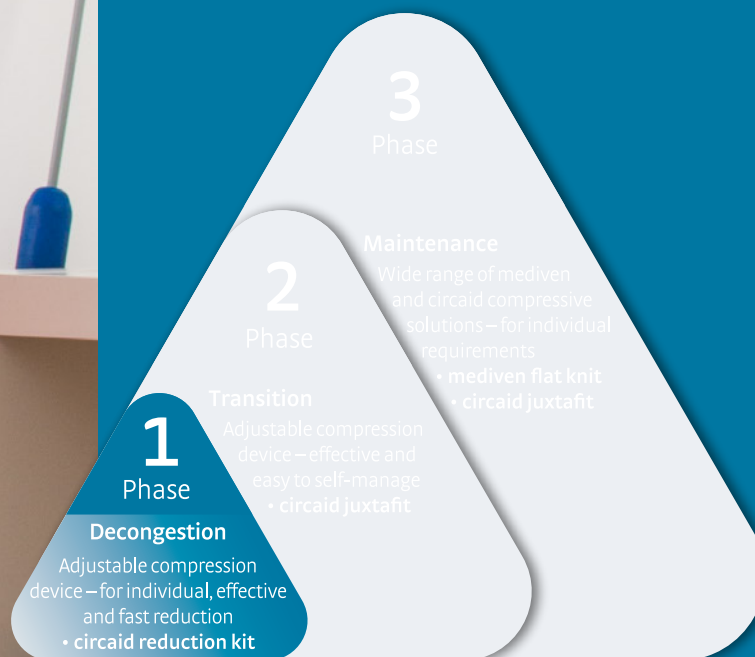 3
Phase
Maintenance
Wide range of mediven
and circaid compressive
solutions – for individual
requirements
• mediven flat knit
• circaid juxtafit
2
Phase
Transition
Adjustable compression
device – effective and
easy to self-manage
• circaid juxtafit
1
Phase
Decongestion
Adjustable compression
device – for individual, effective
and fast reduction
• circaid reduction kit